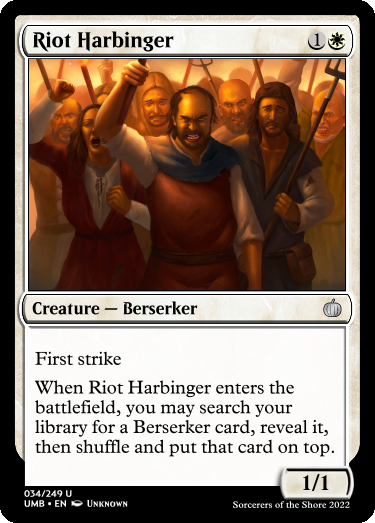 Riot Harbinger 1
Creature — Berserker
First strike
When Riot Harbinger enters the
battlefield, you may search your
library for a Berserker card, reveal it,
then shuffle and put that card on top.
1/1
034/249 U
UMB • EN Unknown
Sorcerers of the Shore 2022